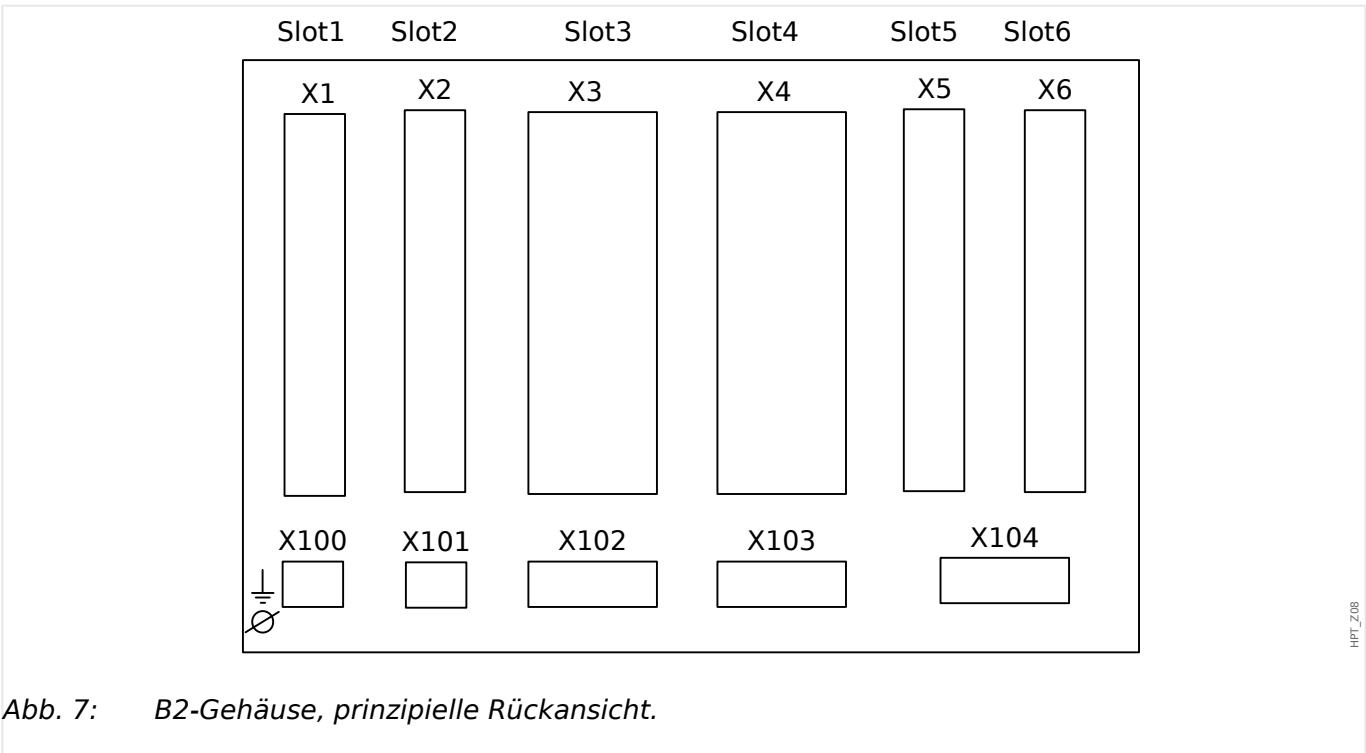 Slot1 Slot2 Slot3 Slot4 Slot5 Slot6
X1 X2 X3 X4 X5 X6
X100 X101 X102 X103 X104
HPT_Z08
Abb. 7: B2-Gehäuse, prinzipielle Rückansicht.